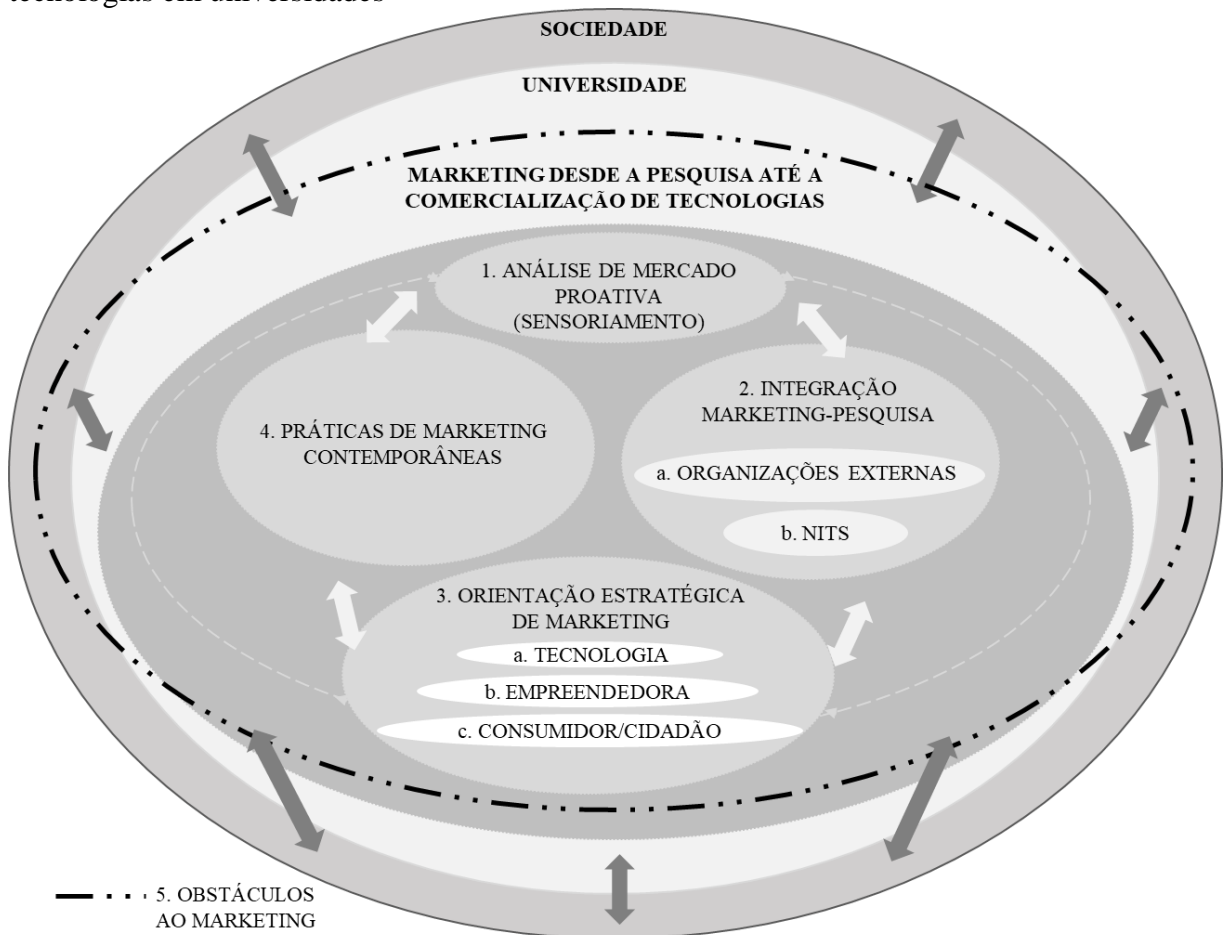 tecnologias em universidades
SOCIEDADE
UNIVERSIDADE
MARKETING DESDE A PESQUISA ATÉ A
COMERCIALIZAÇÃO DE TECNOLOGIAS
1. ANÁLISE DE MERCADO
PROATIVA
(SENSORIAMENTO)
2. INTEGRAÇÃO
MARKETING-PESQUISA
a. ORGANIZAÇÕES EXTERNAS
b. NITS
4. PRÁTICAS DE MARKETING
CONTEMPORÂNEAS
3. ORIENTAÇÃO ESTRATÉGICA
DE MARKETING
a. TECNOLOGIA
b. EMPREENDEDORA
c. CONSUMIDOR/CIDADÃO
5. OBSTÁCULOS
AO MARKETING